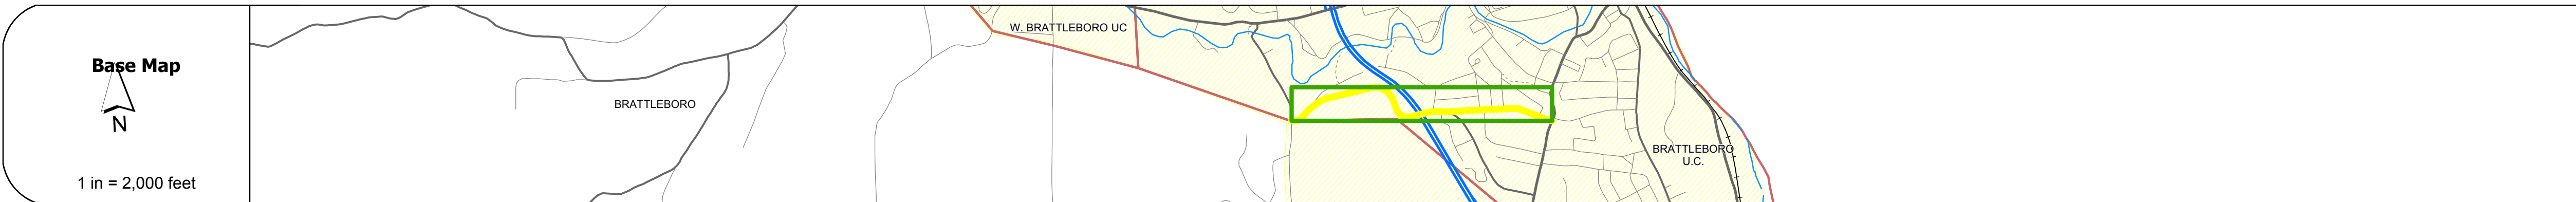 Base Map
N
1 in = 2,000 feet
BRATTLEBORO
W. BRATTLEBORO UC
BRATTLEBORO
U.C.